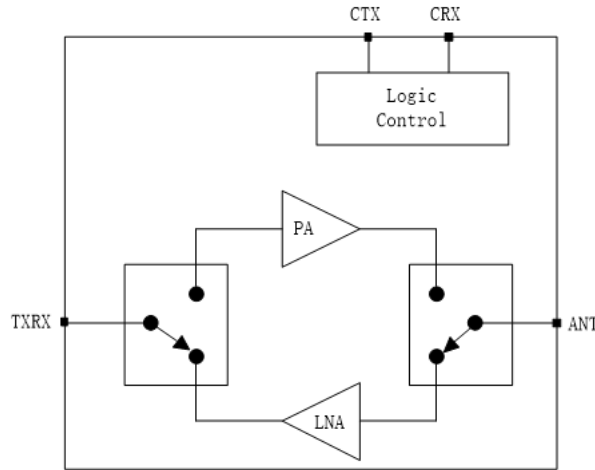 CTX CRX
Logic
Control
PA
TXRX
ANT
LNA